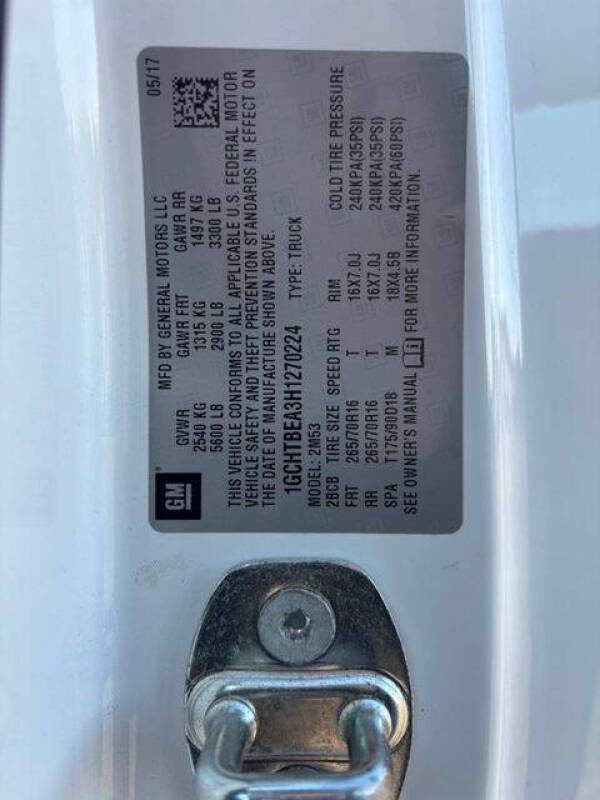 GM
05/17
MFD BY GENERAL MOTORS LLC
GVWR GAWR FRT GAWR RR
2540 KG 1315 KG 1497 KG
5600 LB 2900 LB 3300 LB
THIS VEHICLE CONFORMS TO ALL APPLICABLE U.S. FEDERAL MOTOR
VEHICLE SAFETY AND THEFT PREVENTION STANDARDS IN EFFECT ON
THE DATE OF MANUFACTURE SHOWN ABOVE.
1GCHTBEA3H1270224 TYPE: TRUCK
MODEL: 2M53
2BCB TIRE SIZE SPEED RTG RIM COLD TIRE PRESSURE
FRT 265/70R16 T 16X7.0J 240KPA(35PSI)
RR 265/70R16 T 16X7.0J 240KPA(35PSI)
SPA T175/90D18 M 18X4.5B 420KPA(60PSI)
SEE OWNER'S MANUAL FOR MORE INFORMATION.